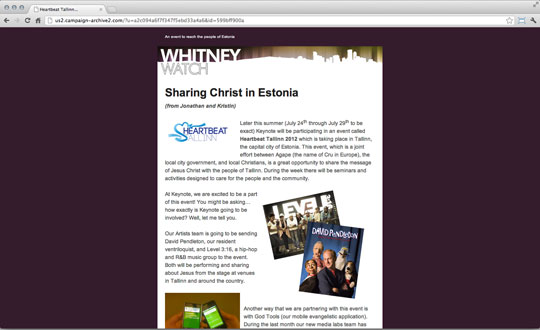 Heartbeat Tallinn...
An event to reach the people of Estonia
WHITNEY
WATCH
Sharing Christ in Estonia
(from Jonathan and Kristin)
HEARTBEAT
TALLINN
Later this summer (July 24th through July 29th to be
exact) Keynote will be participating in an event called
Heartbeat Tallinn 2012 which is taking place in Tallinn,
the capital city of Estonia. This event, which is a joint
effort between Agape (the name of Cru in Europe), the
local city government, and local Christians, is a great opportunity to share the message
of Jesus Christ with the people of Tallinn. During the week there will be seminars and
activities designed to care for the people and the community.
At Keynote, we are excited to be a part
of this event! You might be asking...
how exactly is Keynote going to be
involved? Well, let me tell you.
LEVEL
DAVID PENDLETON
Our Artists team is going to be sending
David Pendleton, our resident
ventriloquist, and Level 3:16, a hip-hop
and R&B music group to the event.
Both will be performing and sharing
about Jesus from the stage at venues
in Tallinn and around the country.
Another way that we are partnering with this event is
with God Tools (our mobile evangelistic application).
During the last month our new media labs team has